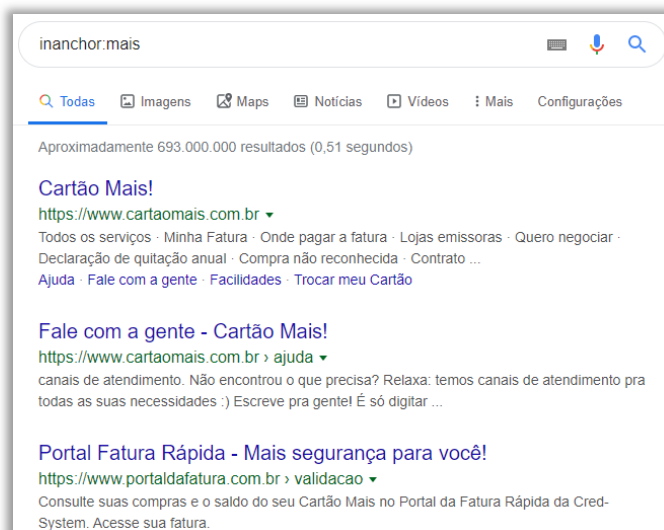 inanchor:mais
Todas Imagens Maps Notícias Vídeos Mais Configurações
Aproximadamente 693.000.000 resultados (0,51 segundos)
Cartão Mais!
https://www.cartaomais.com.br
Todos os serviços · Minha Fatura · Onde pagar a fatura · Lojas emissoras · Quero negociar ·
Declaração de quitação anual · Compra não reconhecida · Contrato ...
Ajuda · Fale com a gente · Facilidades · Trocar meu Cartão
Fale com a gente - Cartão Mais!
https://www.cartaomais.com.br › ajuda
canais de atendimento. Não encontrou o que precisa? Relaxa: temos canais de atendimento pra
todas as suas necessidades :) Escreve pra gente! É só digitar ...
Portal Fatura Rápida - Mais segurança para você!
https://www.portaldafatura.com.br › validacao
Consulte suas compras e o saldo do seu Cartão Mais no Portal da Fatura Rápida da Cred-
System. Acesse sua fatura.